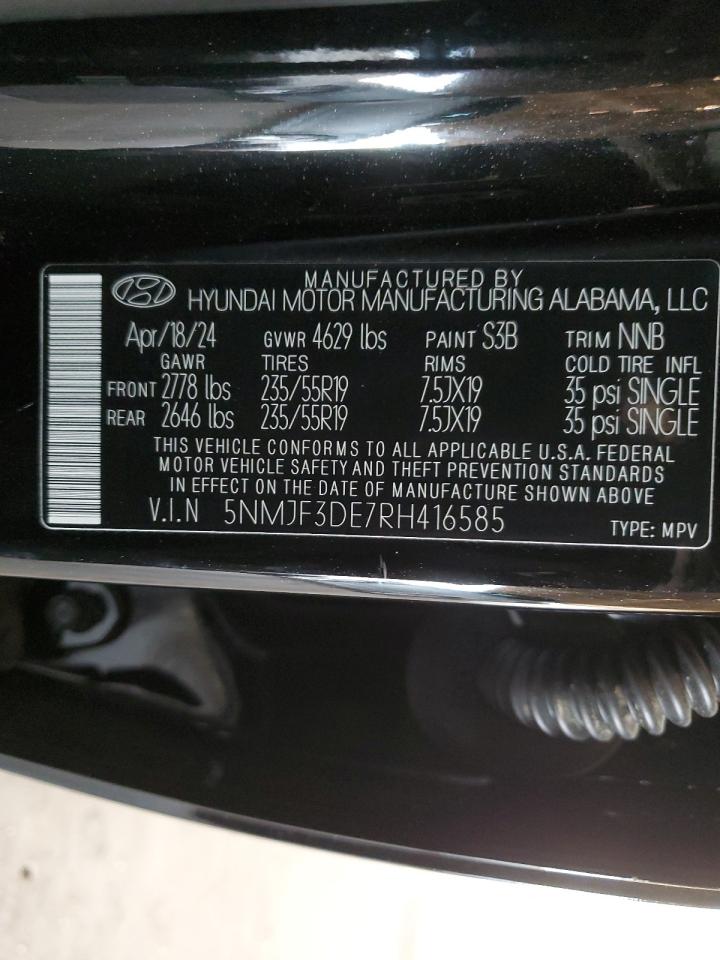 MANUFACTURED BY
HYUNDAI MOTOR MANUFACTURING ALABAMA, LLC
Apr/18/24 GVWR 4629 lbs PAINT S3B TRIM NNB
GAWR TIRES RIMS COLD TIRE INFL
FRONT 2778 lbs 235/55R19 7.5JX19 35 psi SINGLE
REAR 2646 lbs 235/55R19 7.5JX19 35 psi SINGLE
THIS VEHICLE CONFORMS TO ALL APPLICABLE U.S.A. FEDERAL
MOTOR VEHICLE SAFETY AND THEFT PREVENTION STANDARDS
IN EFFECT ON THE DATE OF MANUFACTURE SHOWN ABOVE
V.I.N 5NMJF3DE7RH416585 TYPE: MPV